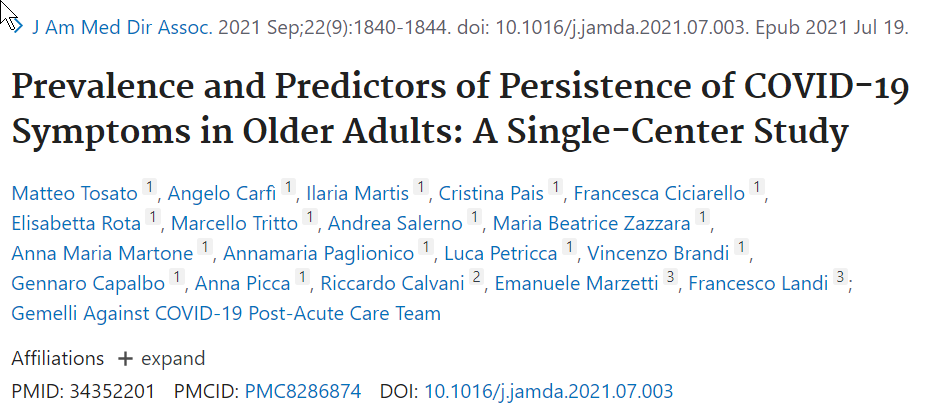 J Am Med Dir Assoc. 2021 Sep;22(9):1840-1844. doi: 10.1016/j.jamda.2021.07.003. Epub 2021 Jul 19.
Prevalence and Predictors of Persistence of COVID-19
Symptoms in Older Adults: A Single-Center Study
Matteo Tosato 1, Angelo Carfì 1, Ilaria Martis 1, Cristina Pais 1, Francesca Ciciarello 1,
Elisabetta Rota 1, Marcello Tritto 1, Andrea Salerno 1, Maria Beatrice Zazzara 1,
Anna Maria Martone 1, Annamaria Paglionico 1, Luca Petricca 1, Vincenzo Brandi 1,
Gennaro Capalbo 1, Anna Picca 1, Riccardo Calvani 2, Emanuele Marzetti 3, Francesco Landi 3;
Gemelli Against COVID-19 Post-Acute Care Team
Affiliations + expand
PMID: 34352201 PMCID: PMC8286874 DOI: 10.1016/j.jamda.2021.07.003